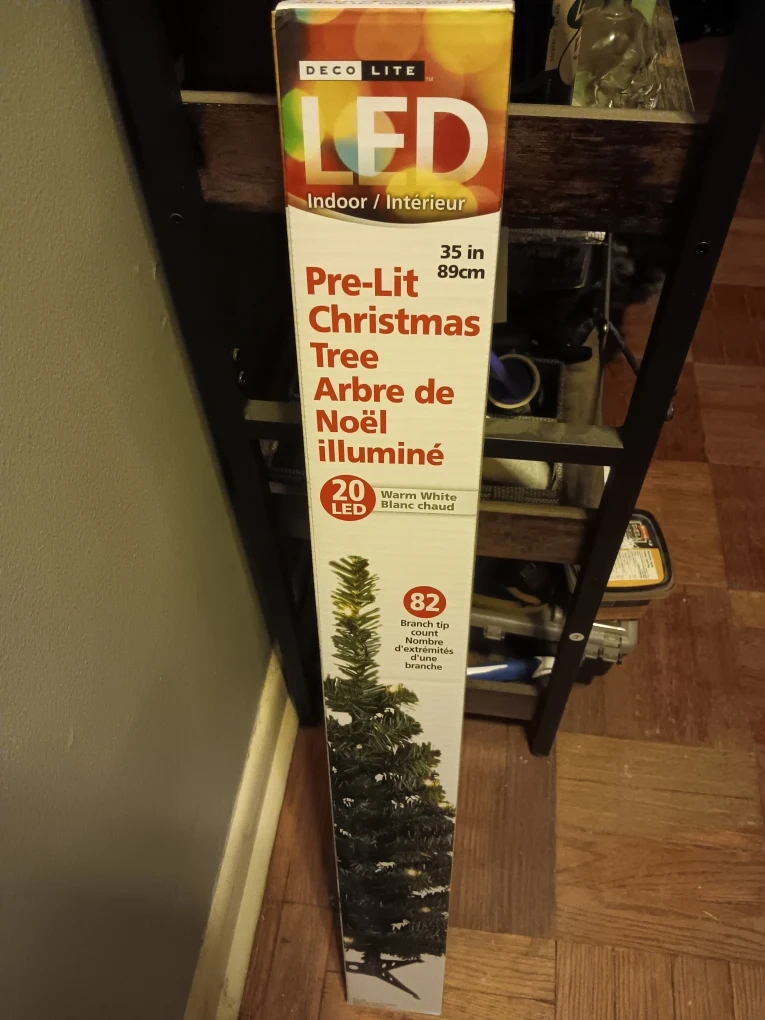 DECO LITE™
LED
Indoor / Intérieur
35 in
89cm
Pre-Lit
Christmas
Tree
Arbre de
Noël
illuminé
20
LED
Warm White
Blanc chaud
82
Branch tip
count
Nombre
d'extrémités
d'une
branche